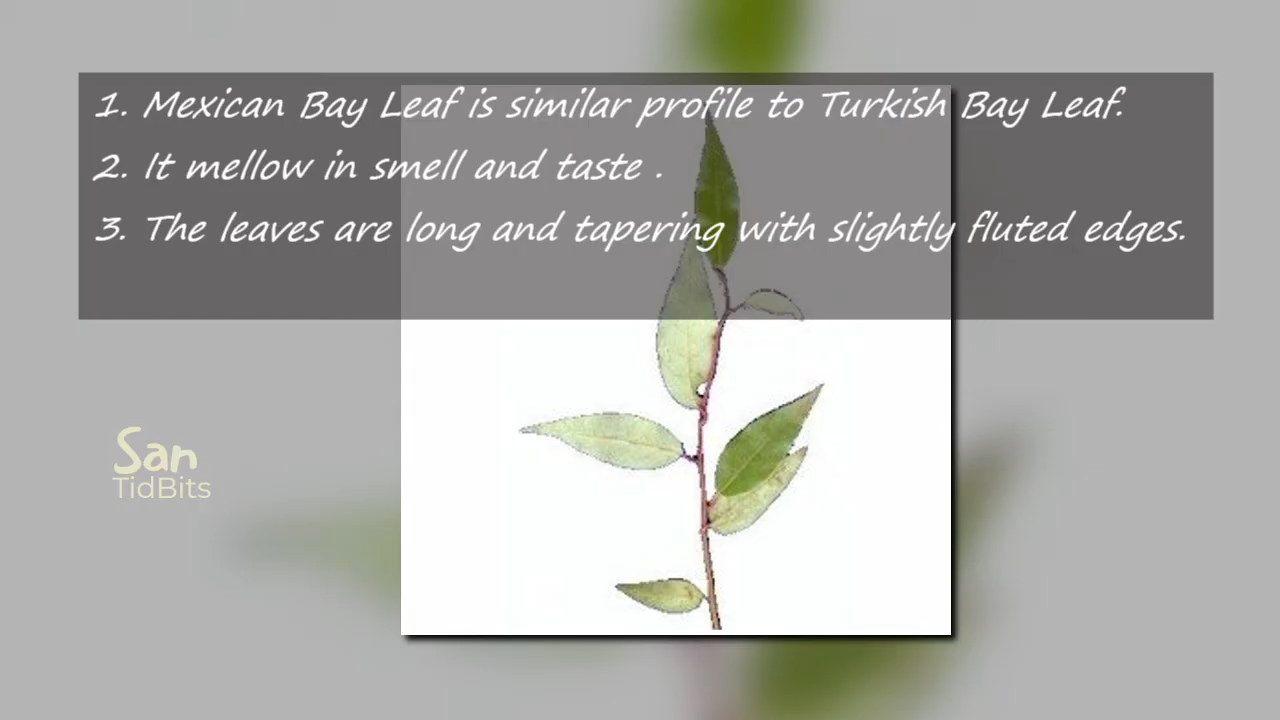 1. Mexican Bay Leaf is similar profile to Turkish Bay Leaf.
2. It mellow in smell and taste .
3. The leaves are long and tapering with slightly fluted edges.
San
TidBits